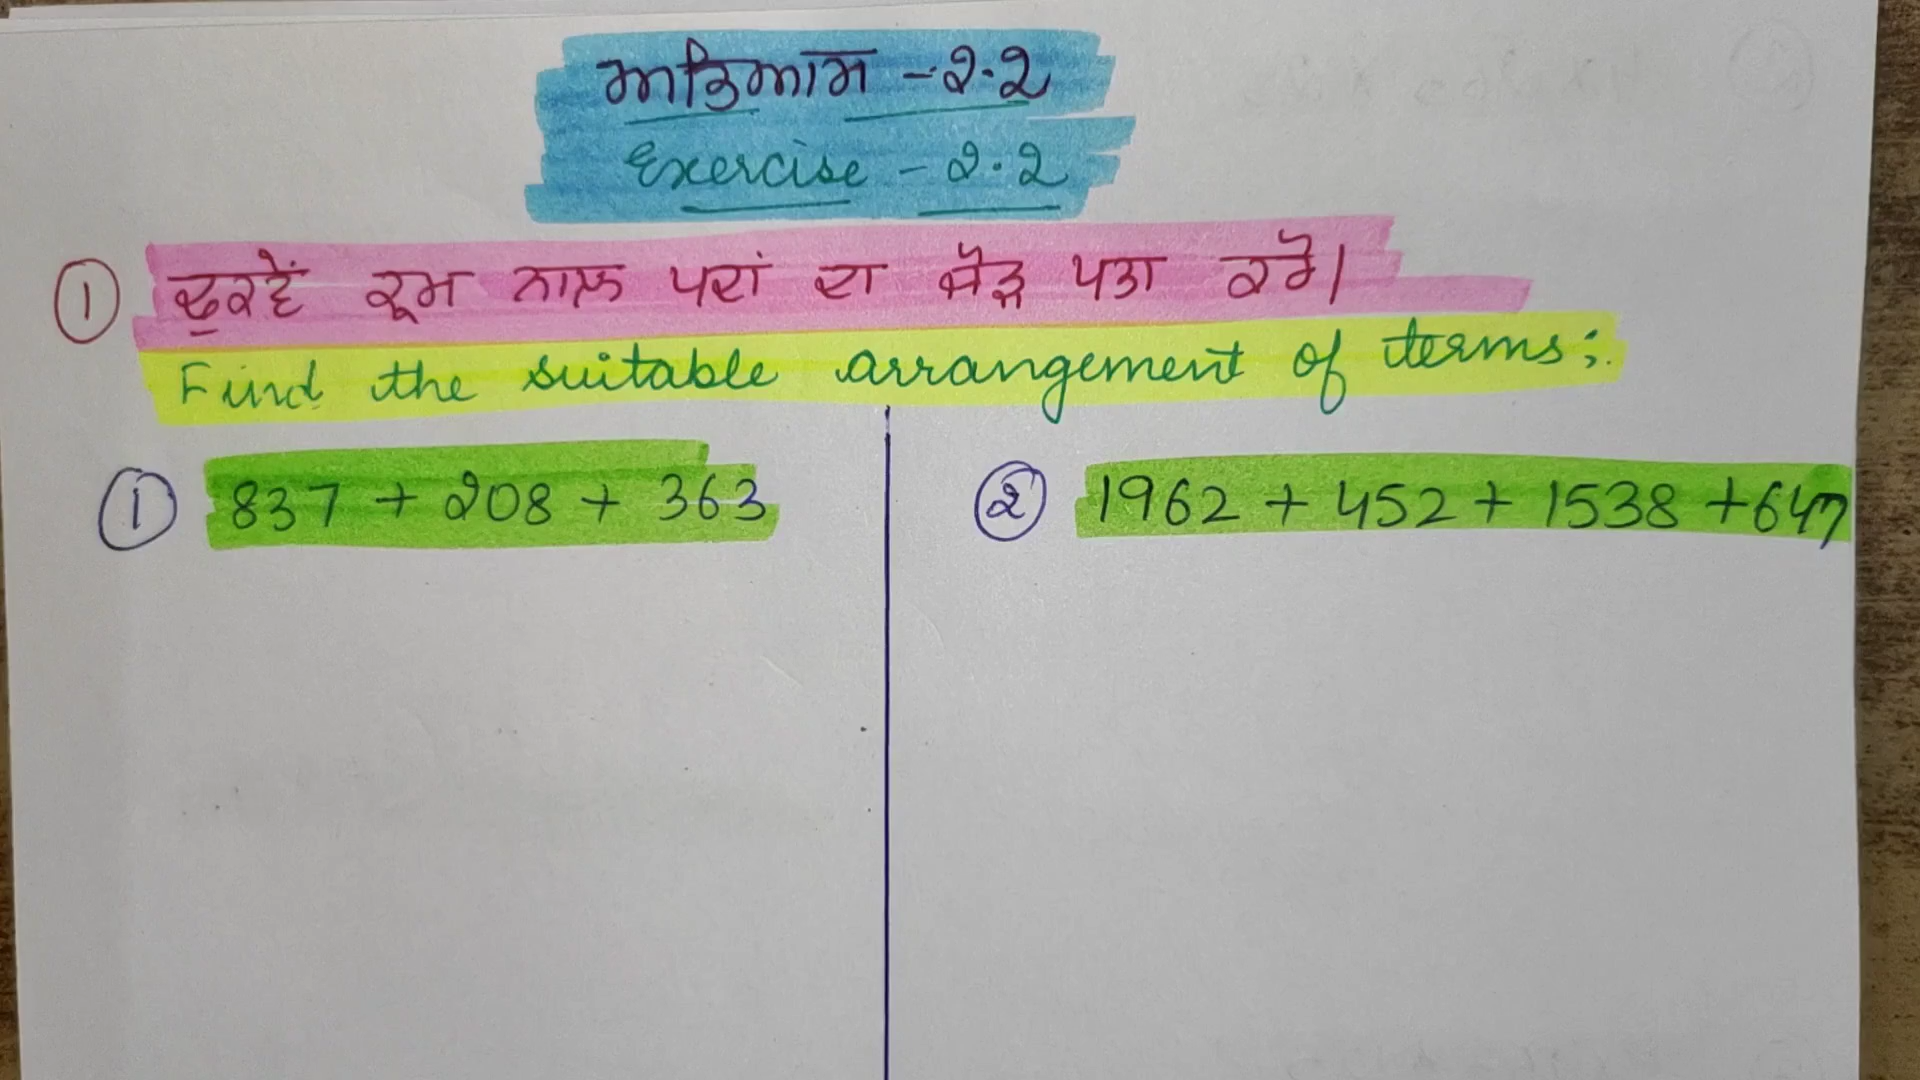 ਅਭਿਆਸ - 2.2
Exercise - 2.2
① ਢੁਕਵੇਂ ਕ੍ਰਮ ਨਾਲ ਪਦਾਂ ਦਾ ਜੋੜ ਪਤਾ ਕਰੋ।
Find the suitable arrangement of terms:
① 837 + 208 + 363
② 1962 + 452 + 1538 + 647